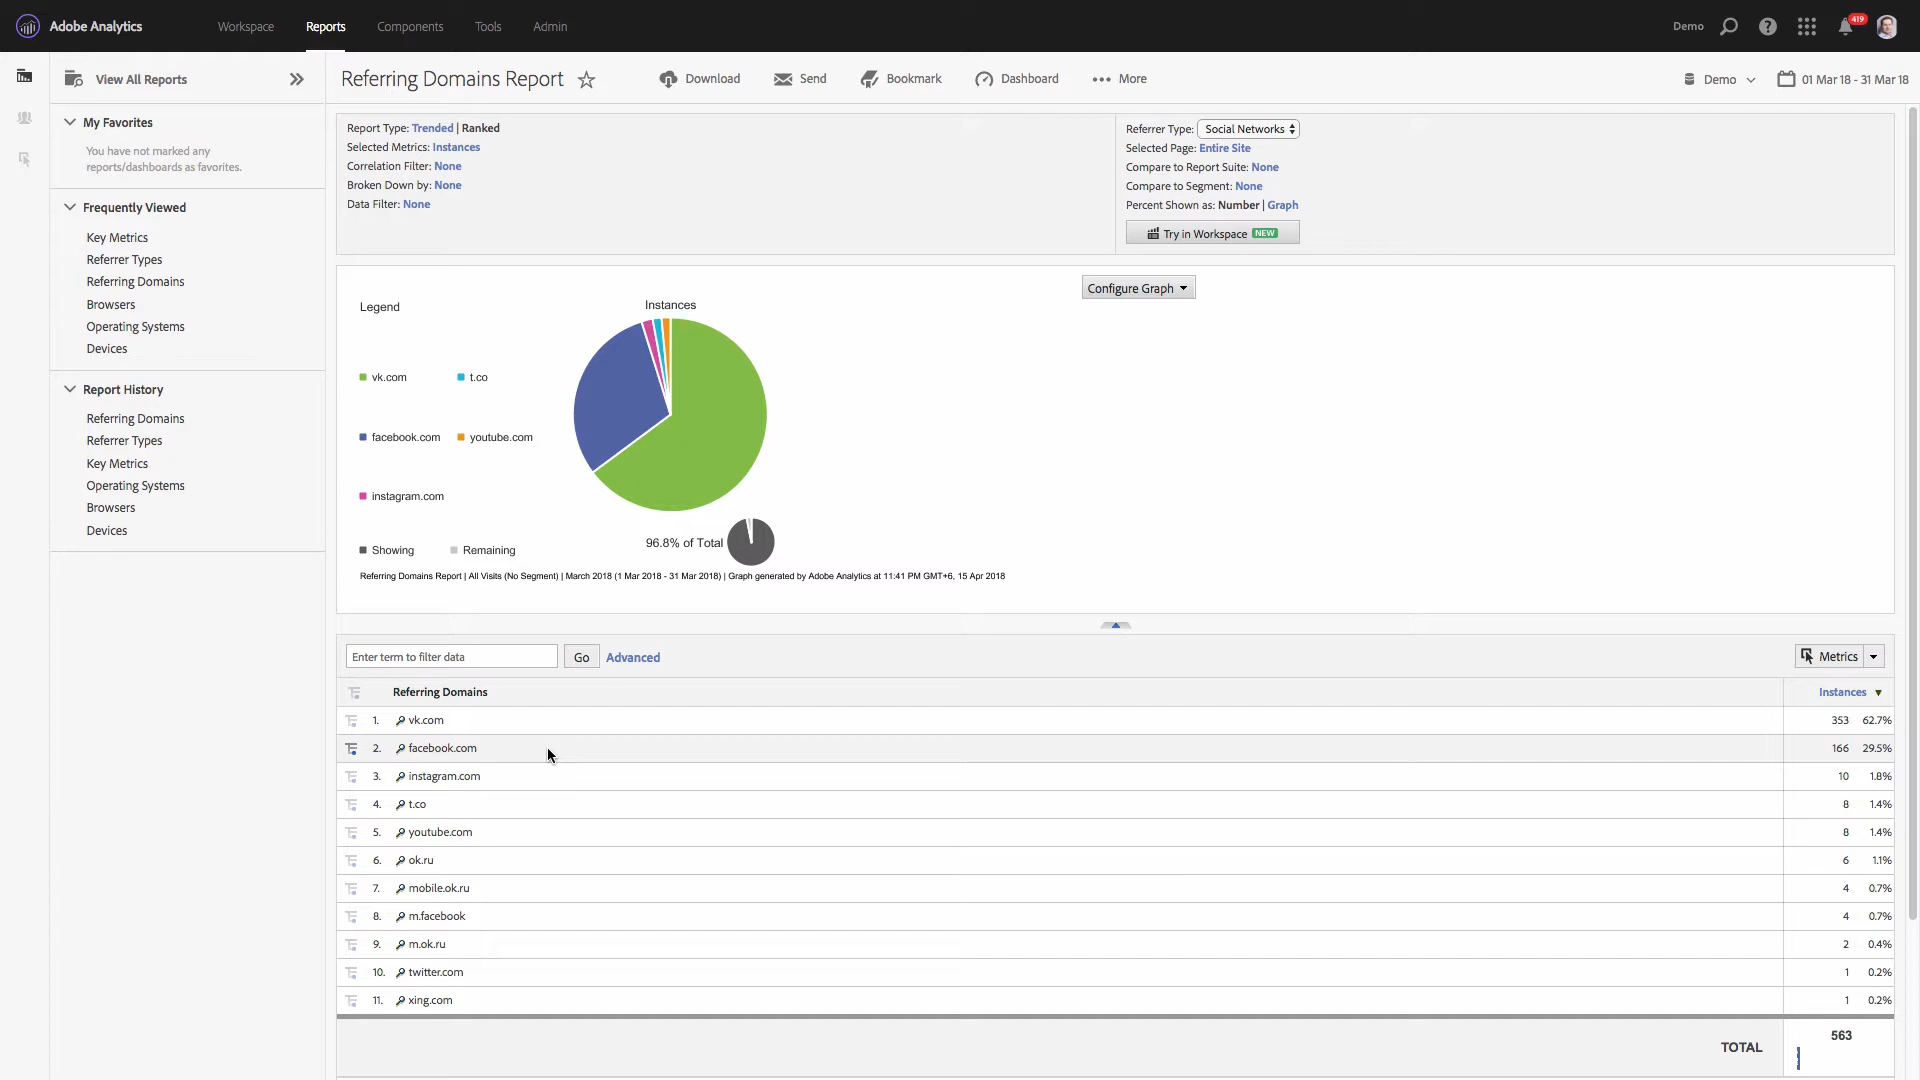 Adobe Analytics
Workspace
Reports
Components
Tools
Admin
Demo
419
View All Reports
Referring Domains Report
Download
Send
Bookmark
Dashboard
More
Demo
01 Mar 18 - 31 Mar 18
My Favorites
You have not marked any
reports/dashboards as favorites.
Frequently Viewed
Key Metrics
Referrer Types
Referring Domains
Browsers
Operating Systems
Devices
Report History
Referring Domains
Referrer Types
Key Metrics
Operating Systems
Browsers
Devices
Report Type: Trended | Ranked
Selected Metrics: Instances
Correlation Filter: None
Broken Down by: None
Data Filter: None
Referrer Type: Social Networks
Selected Page: Entire Site
Compare to Report Suite: None
Compare to Segment: None
Percent Shown as: Number | Graph
Try in Workspace NEW
Configure Graph
Legend
Instances
vk.com
t.co
facebook.com
youtube.com
instagram.com
Showing
Remaining
96.8% of Total
Referring Domains Report | All Visits (No Segment) | March 2018 (1 Mar 2018 - 31 Mar 2018) | Graph generated by Adobe Analytics at 11:41 PM GMT+6, 15 Apr 2018
Enter term to filter data
Go
Advanced
Metrics
Referring Domains
Instances
1. vk.com 353 62.7%
2. facebook.com 166 29.5%
3. instagram.com 10 1.8%
4. t.co 8 1.4%
5. youtube.com 8 1.4%
6. ok.ru 6 1.1%
7. mobile.ok.ru 4 0.7%
8. m.facebook 4 0.7%
9. m.ok.ru 2 0.4%
10. twitter.com 1 0.2%
11. xing.com 1 0.2%
TOTAL 563